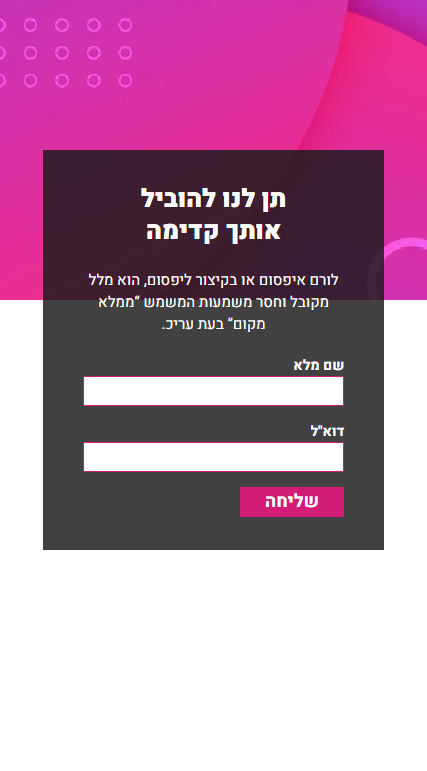 תן לנו להוביל
אותך קדימה
לורם איפסום או בקיצור ליפסום, הוא מלל
מקובל וחסר משמעות המשמש “ממלא
מקום” בעת עריכ.
שם מלא
דוא"ל
שליחה